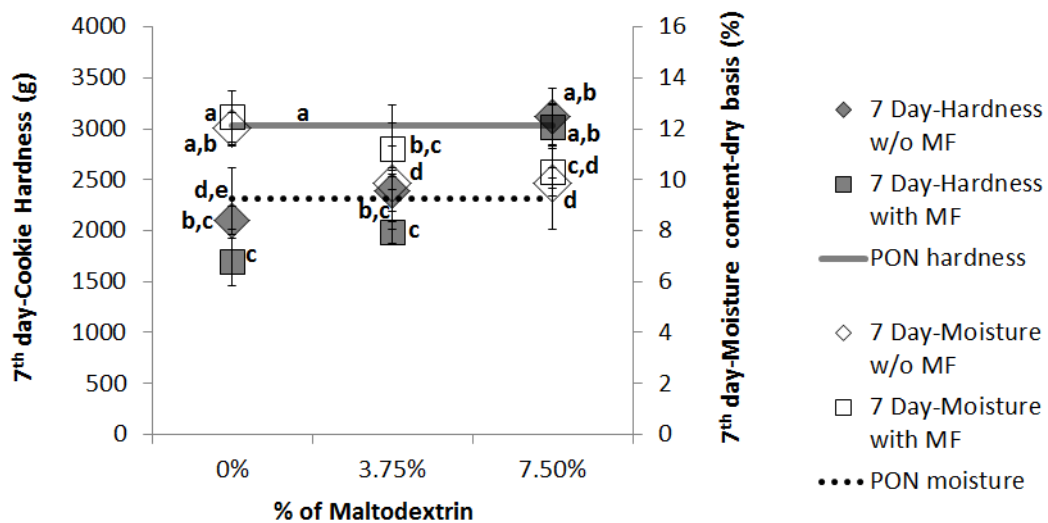 4000
3500
3000
2500
2000
1500
1000
500
0
7th day-Cookie Hardness (g)
16
14
12
10
8
6
4
2
0
7th day-Moisture content-dry basis (%)
a
a
a,b
d,e
b,c
c
b,c
d
b,c
c
a,b
a,b
c,d
d
0%
3.75%
7.50%
% of Maltodextrin
7 Day-Hardness
w/o MF
7 Day-Hardness
with MF
PON hardness
7 Day-Moisture
w/o MF
7 Day-Moisture
with MF
PON moisture